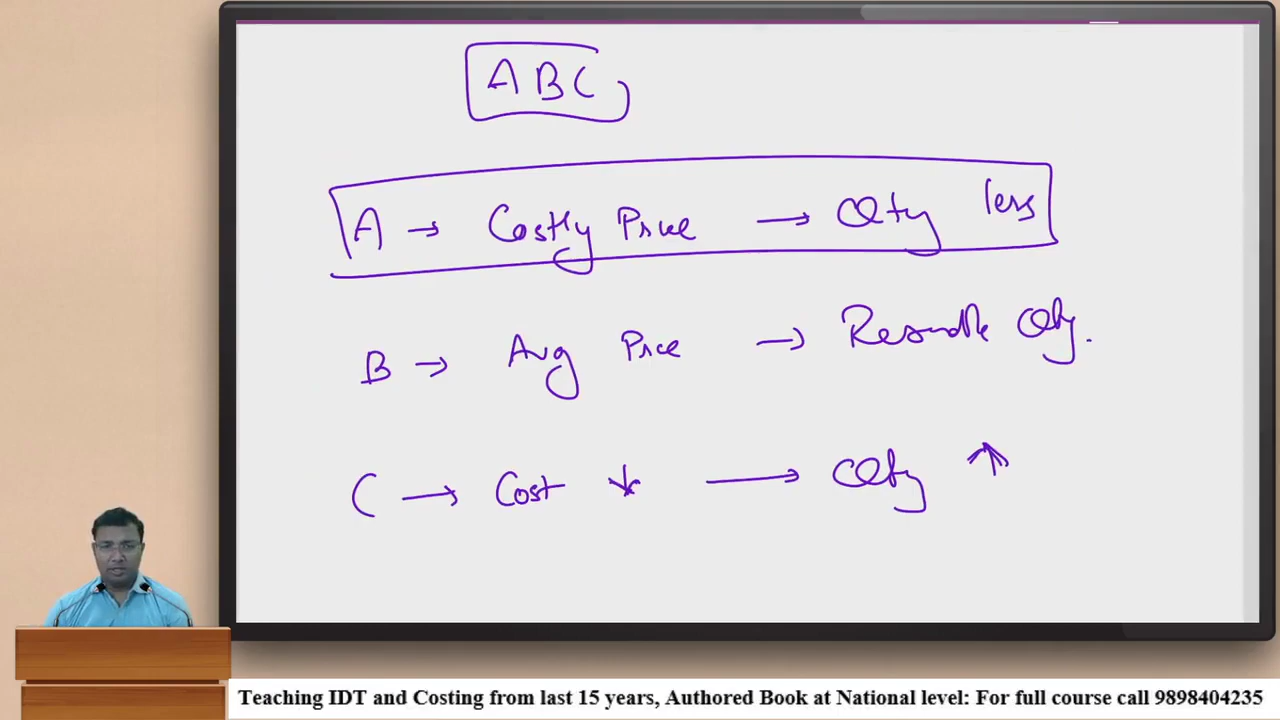 ABC
A → Costly Price → Qty less
B → Avg Price → Qty.
C → Cost ↓ → Qty ↑
Teaching IDT and Costing from last 15 years, Authored Book at National level: For full course call 9898404235